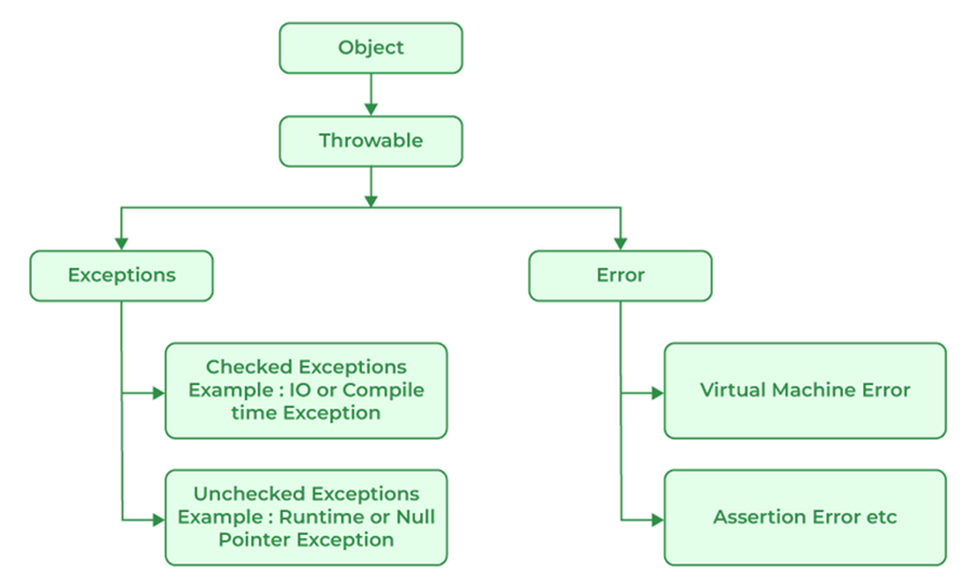 Object
Throwable
Exceptions
Error
Checked Exceptions
Example : IO or Compile
time Exception
Virtual Machine Error
Unchecked Exceptions
Example : Runtime or Null
Pointer Exception
Assertion Error etc